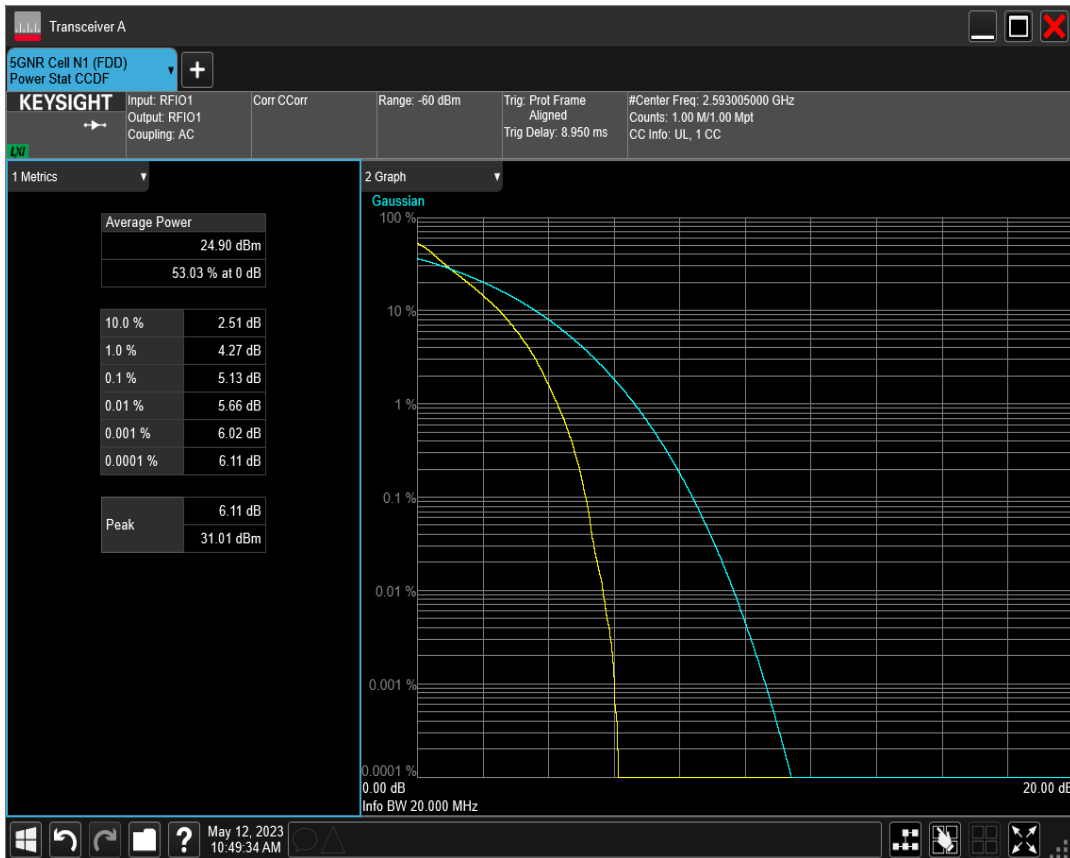 Transceiver A
5GNR Cell N1 (FDD)
Power Stat CCDF
KEYSIGHT
LXI
Input: RFIO1
Output: RFIO1
Coupling: AC
Corr CCorr
Range: -60 dBm
Trig: Prot Frame
Aligned
Trig Delay: 8.950 ms
#Center Freq: 2.593005000 GHz
Counts: 1.00 M/1.00 Mpt
CC Info: UL, 1 CC
1 Metrics
Average Power
24.90 dBm
53.03 % at 0 dB
10.0 % 2.51 dB
1.0 % 4.27 dB
0.1 % 5.13 dB
0.01 % 5.66 dB
0.001 % 6.02 dB
0.0001 % 6.11 dB
Peak
6.11 dB
31.01 dBm
2 Graph
Gaussian
100 %
10 %
1 %
0.1 %
0.01 %
0.001 %
0.0001 %
0.00 dB 20.00 dB
Info BW 20.000 MHz
May 12, 2023
10:49:34 AM